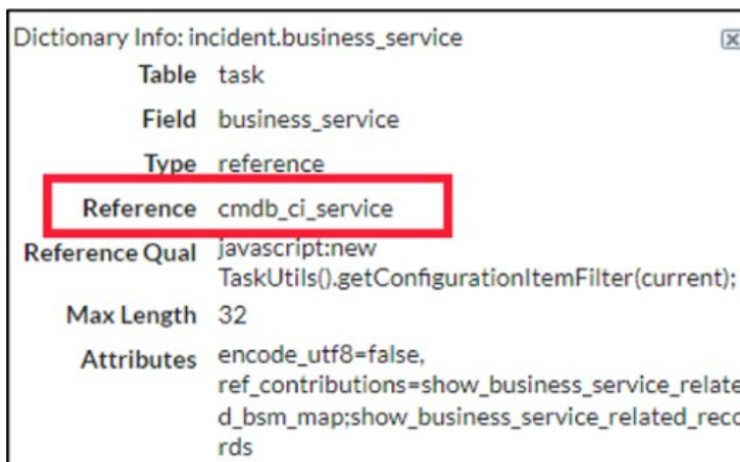 Dictionary Info: incident.business_service
Table task
Field business_service
Type reference
Reference cmdb_ci_service
Reference Qual javascript:new
TaskUtils().getConfigurationItemFilter(current);
Max Length 32
Attributes encode_utf8=false,
ref_contributions=show_business_service_relate
d_bsm_map;show_business_service_related_reco
rds